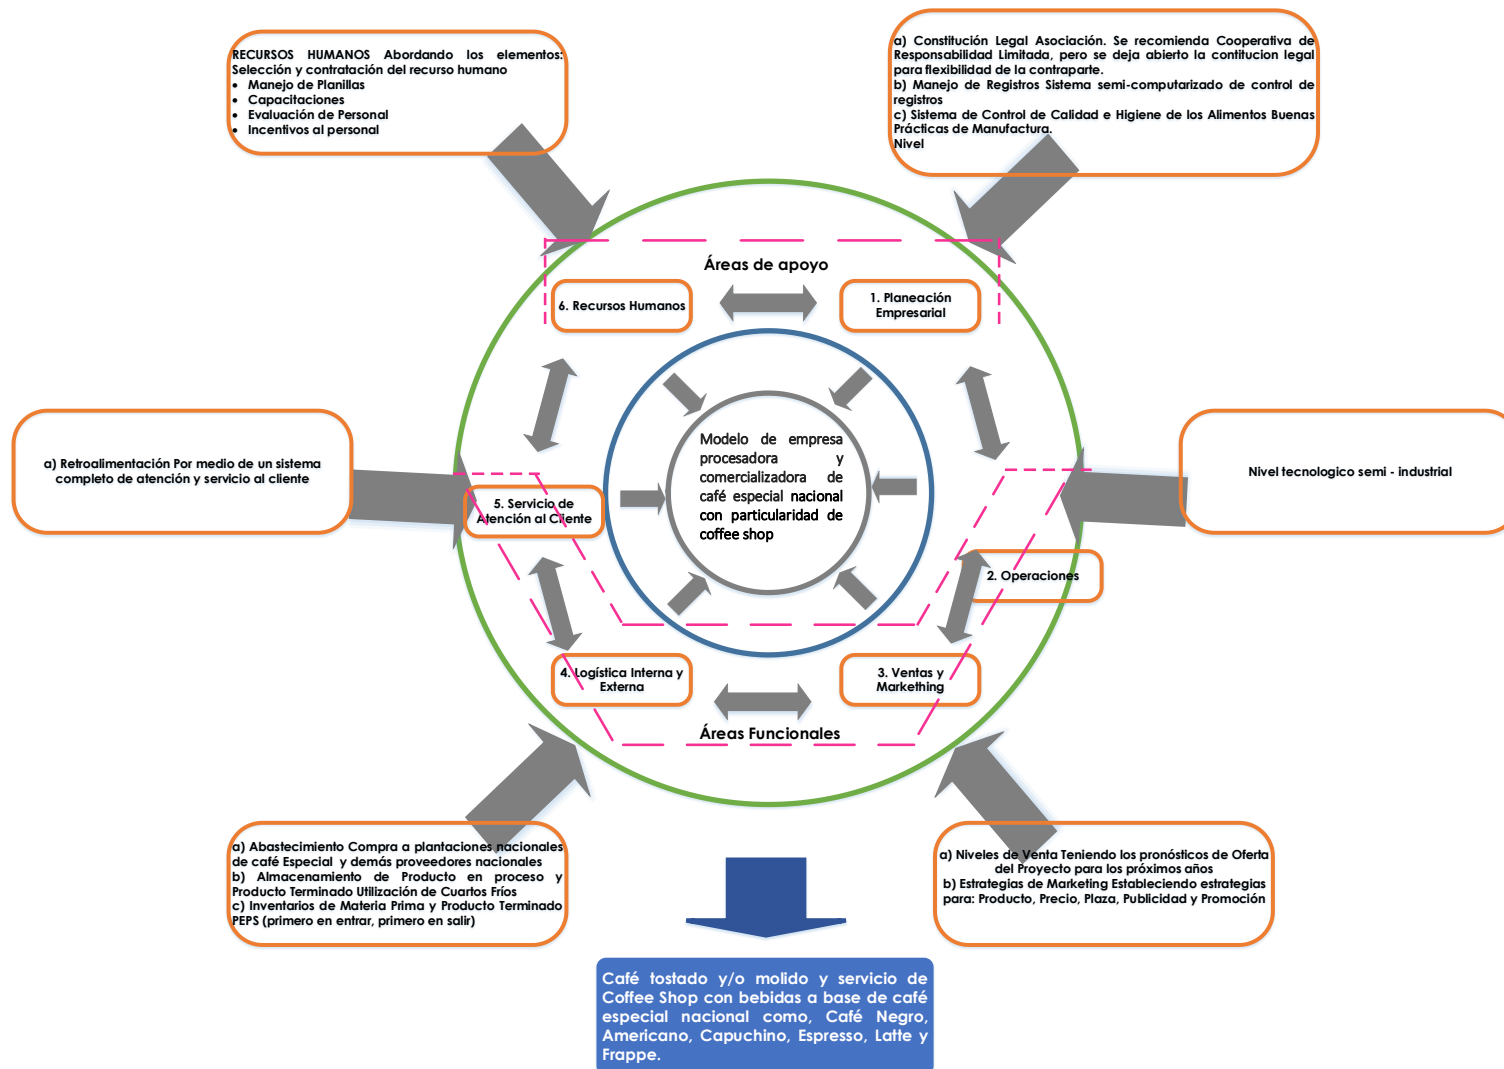 RECURSOS HUMANOS Abordando los elementos:
Selección y contratación del recurso humano
• Manejo de Planillas
• Capacitaciones
• Evaluación de Personal
• Incentivos al personal
a) Constitución Legal Asociación. Se recomienda Cooperativa de
Responsabilidad Limitada, pero se deja abierto la contitucion legal
para flexibilidad de la contraparte.
b) Manejo de Registros Sistema semi-computarizado de control de
registros
c) Sistema de Control de Calidad e Higiene de los Alimentos Buenas
Prácticas de Manufactura.
Nivel
Áreas de apoyo
6. Recursos Humanos
1. Planeación
Empresarial
a) Retroalimentación Por medio de un sistema
completo de atención y servicio al cliente
5. Servicio de
Atención al Cliente
Modelo de empresa
procesadora y
comercializadora de
café especial nacional
con particularidad de
coffee shop
Nivel tecnologico semi - industrial
2. Operaciones
4. Logística Interna y
Externa
3. Ventas y
Markething
Áreas Funcionales
a) Abastecimiento Compra a plantaciones nacionales
de café Especial y demás proveedores nacionales
b) Almacenamiento de Producto en proceso y
Producto Terminado Utilización de Cuartos Fríos
c) Inventarios de Materia Prima y Producto Terminado
PEPS (primero en entrar, primero en salir)
a) Niveles de Venta Teniendo los pronósticos de Oferta
del Proyecto para los próximos años
b) Estrategias de Marketing Estableciendo estrategias
para: Producto, Precio, Plaza, Publicidad y Promoción
Café tostado y/o molido y servicio de
Coffee Shop con bebidas a base de café
especial nacional como, Café Negro,
Americano, Capuchino, Espresso, Latte y
Frappe.